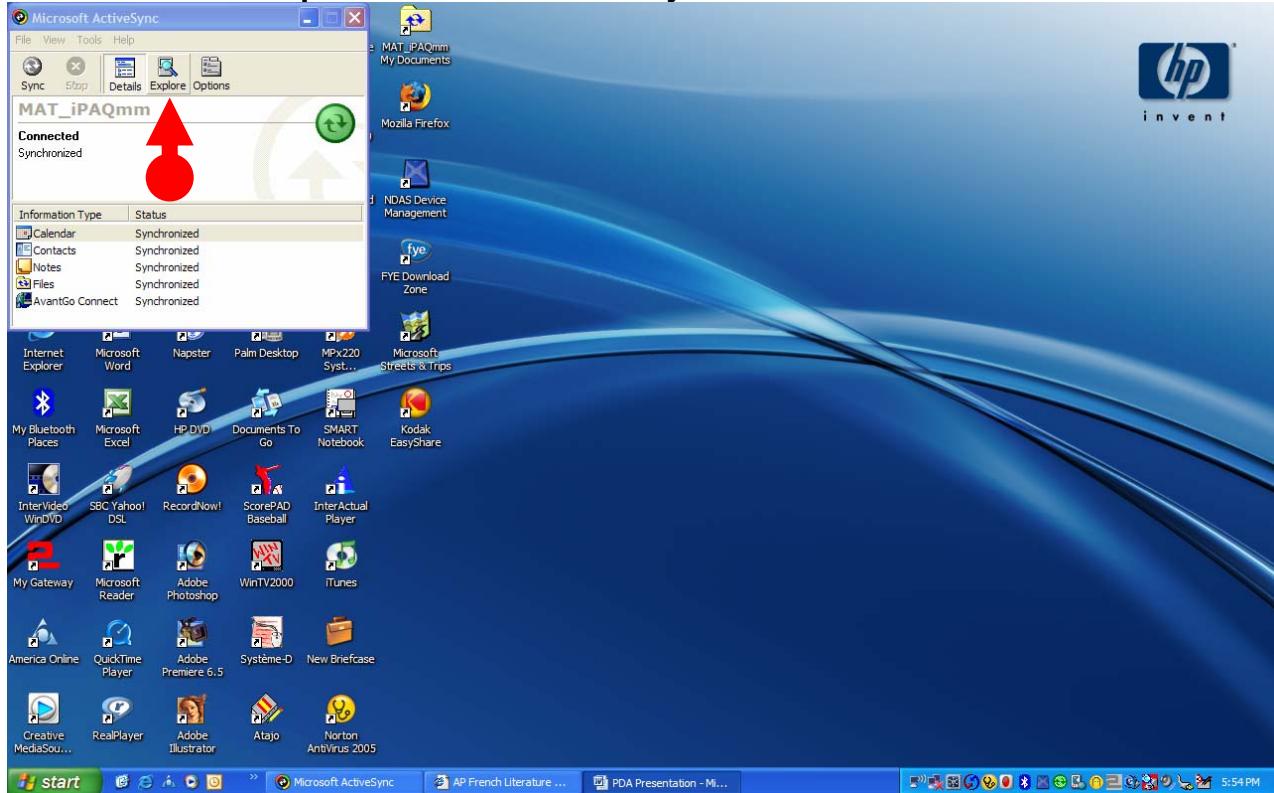 Microsoft ActiveSync
File View Tools Help
Sync Stop Details Explore Options
MAT_iPAQmm
Connected
Synchronized
Information Type Status
Calendar Synchronized
Contacts Synchronized
Notes Synchronized
Files Synchronized
AvantGo Connect Synchronized
MAT_iPAQmm
My Documents
Mozilla Firefox
NDAS Device
Management
fye
FYE Download
Zone
hp
invent
Internet
Explorer
Microsoft
Word
Napster
Palm Desktop
MPx220
Syst...
Microsoft
Streets & Trips
My Bluetooth
Places
Microsoft
Excel
HP DVD
Documents To
Go
SMART
Notebook
Kodak
EasyShare
InterVideo
WinDVD
SBC Yahoo!
DSL
RecordNow!
ScorePAD
Baseball
InterActual
Player
My Gateway
Microsoft
Reader
Adobe
Photoshop
WinTV2000
iTunes
America Online
QuickTime
Player
Adobe
Premiere 6.5
Système-D
New Briefcase
Creative
MediaSou...
RealPlayer
Adobe
Illustrator
Atajo
Norton
AntiVirus 2005
start
Microsoft ActiveSync
AP French Literature ...
PDA Presentation - Mi...
5:54 PM